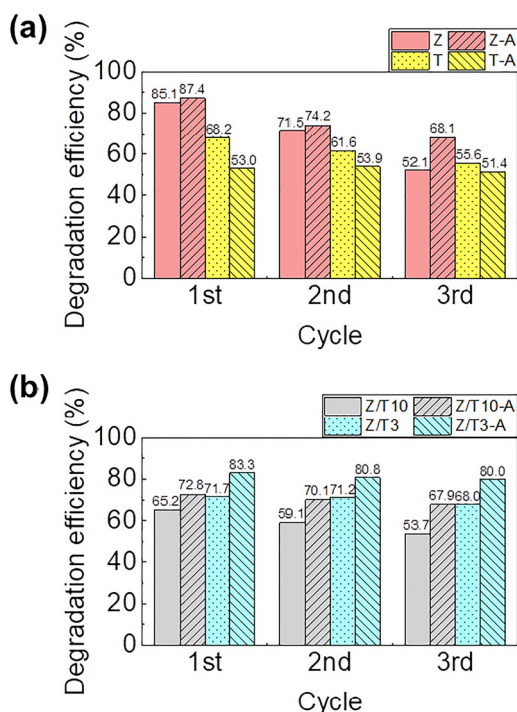 (a)
Z Z-A
T T-A
Degradation efficiency (%)
100
80
60
40
20
0
85.1 87.4 68.2 53.0
71.5 74.2 61.6 53.9
52.1 68.1 55.6 51.4
1st 2nd 3rd
Cycle
(b)
Z/T10 Z/T10-A
Z/T3 Z/T3-A
Degradation efficiency (%)
100
80
60
40
20
0
65.2 72.8 71.7 83.3
59.1 70.1 71.2 80.8
53.7 67.9 68.0 80.0
1st 2nd 3rd
Cycle